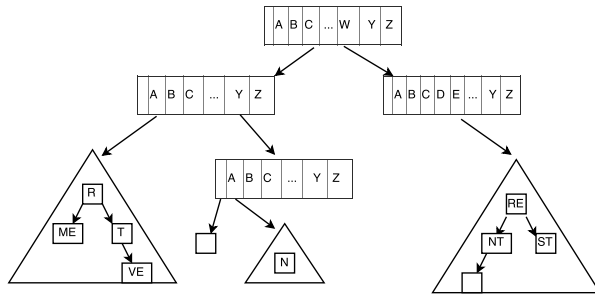 A B C ... W Y Z
A B C ... Y Z
A B C D E ... Y Z
A B C ... Y Z
R
ME T
VE
N
RE
NT ST